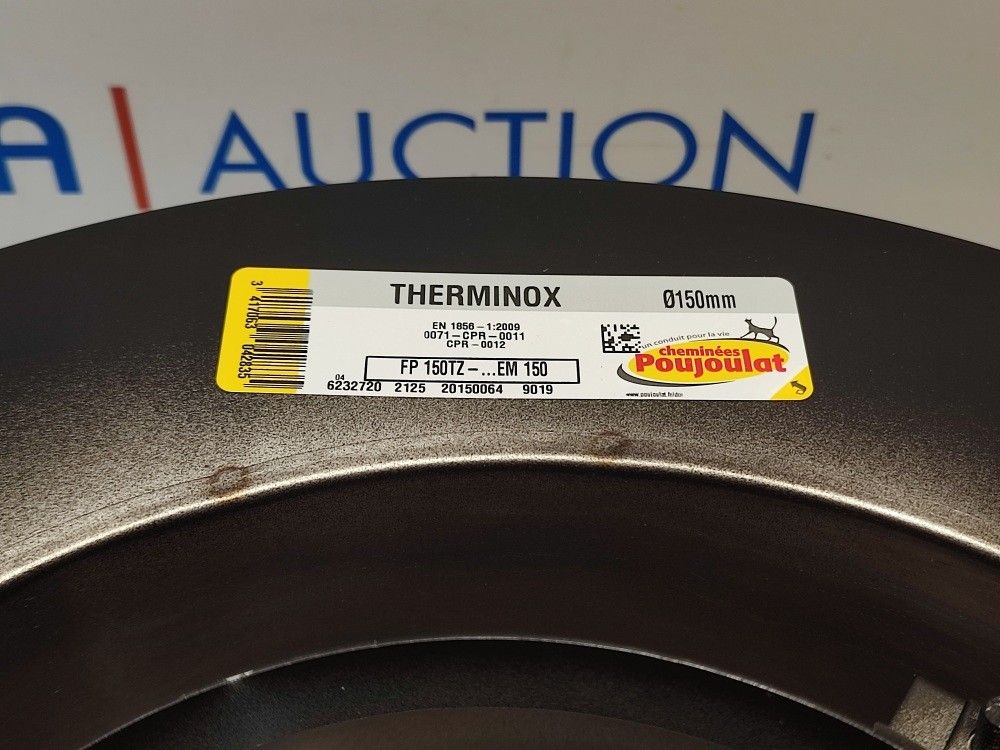 A | AUCTION
THERMINOX Ø150mm
EN 1856-1:2009
0071-CPR-0011
CPR-0012
un conduit pour la vie
cheminées
Poujoulat
FP 150TZ-...EM 150
04
6232720 2125 20150064 9019
3 417063 042835